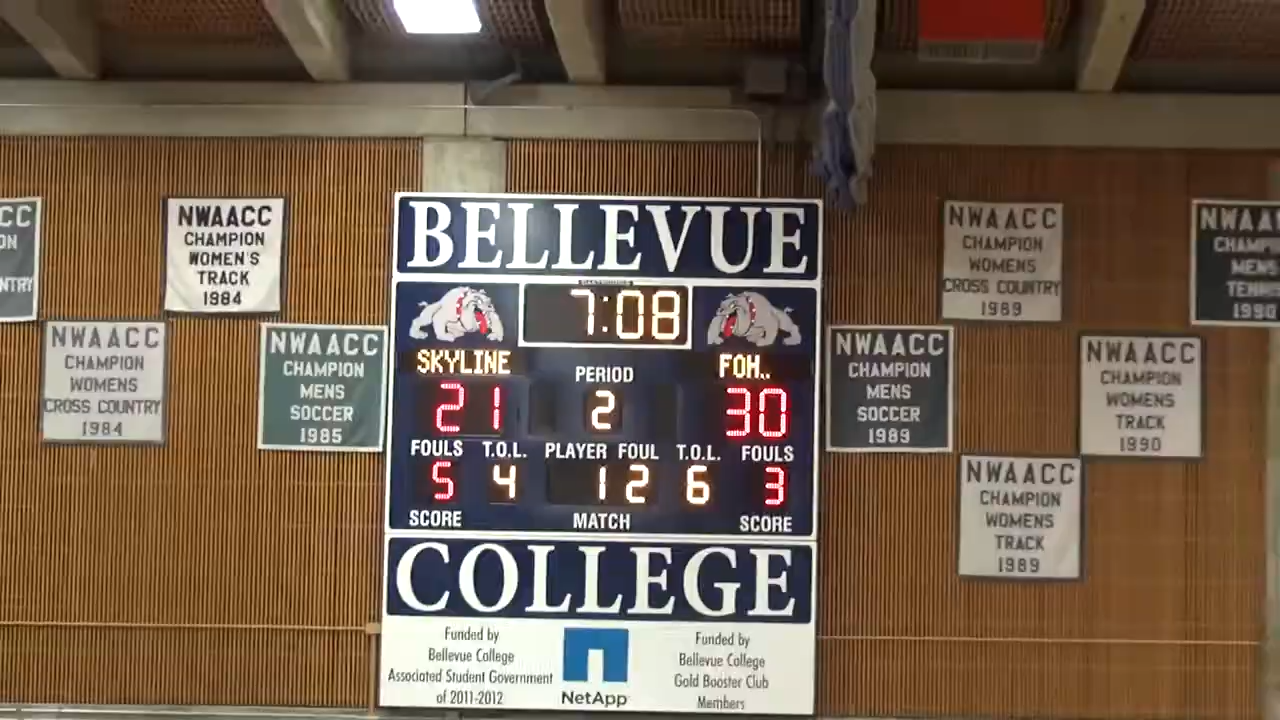 CC
ON
NTRY
NWAACC
CHAMPION
WOMEN'S
TRACK
1984
NWAACC
CHAMPION
WOMENS
CROSS COUNTRY
1984
NWAACC
CHAMPION
MENS
SOCCER
1985
BELLEVUE
7:08
SKYLINE
FOH..
PERIOD
21
2
30
FOULS T.O.L. PLAYER FOUL T.O.L. FOULS
5 4 12 6 3
SCORE MATCH SCORE
COLLEGE
Funded by
Bellevue College
Associated Student Government
of 2011-2012
NetApp
Funded by
Bellevue College
Gold Booster Club
Members
NWAACC
CHAMPION
WOMENS
CROSS COUNTRY
1989
NWAACC
CHAMPION
MENS
SOCCER
1989
NWAACC
CHAMPION
WOMENS
TRACK
1989
NWAACC
CHAMPION
WOMENS
TRACK
1990
NWAA
CHAMP
MENS
TENN
1990